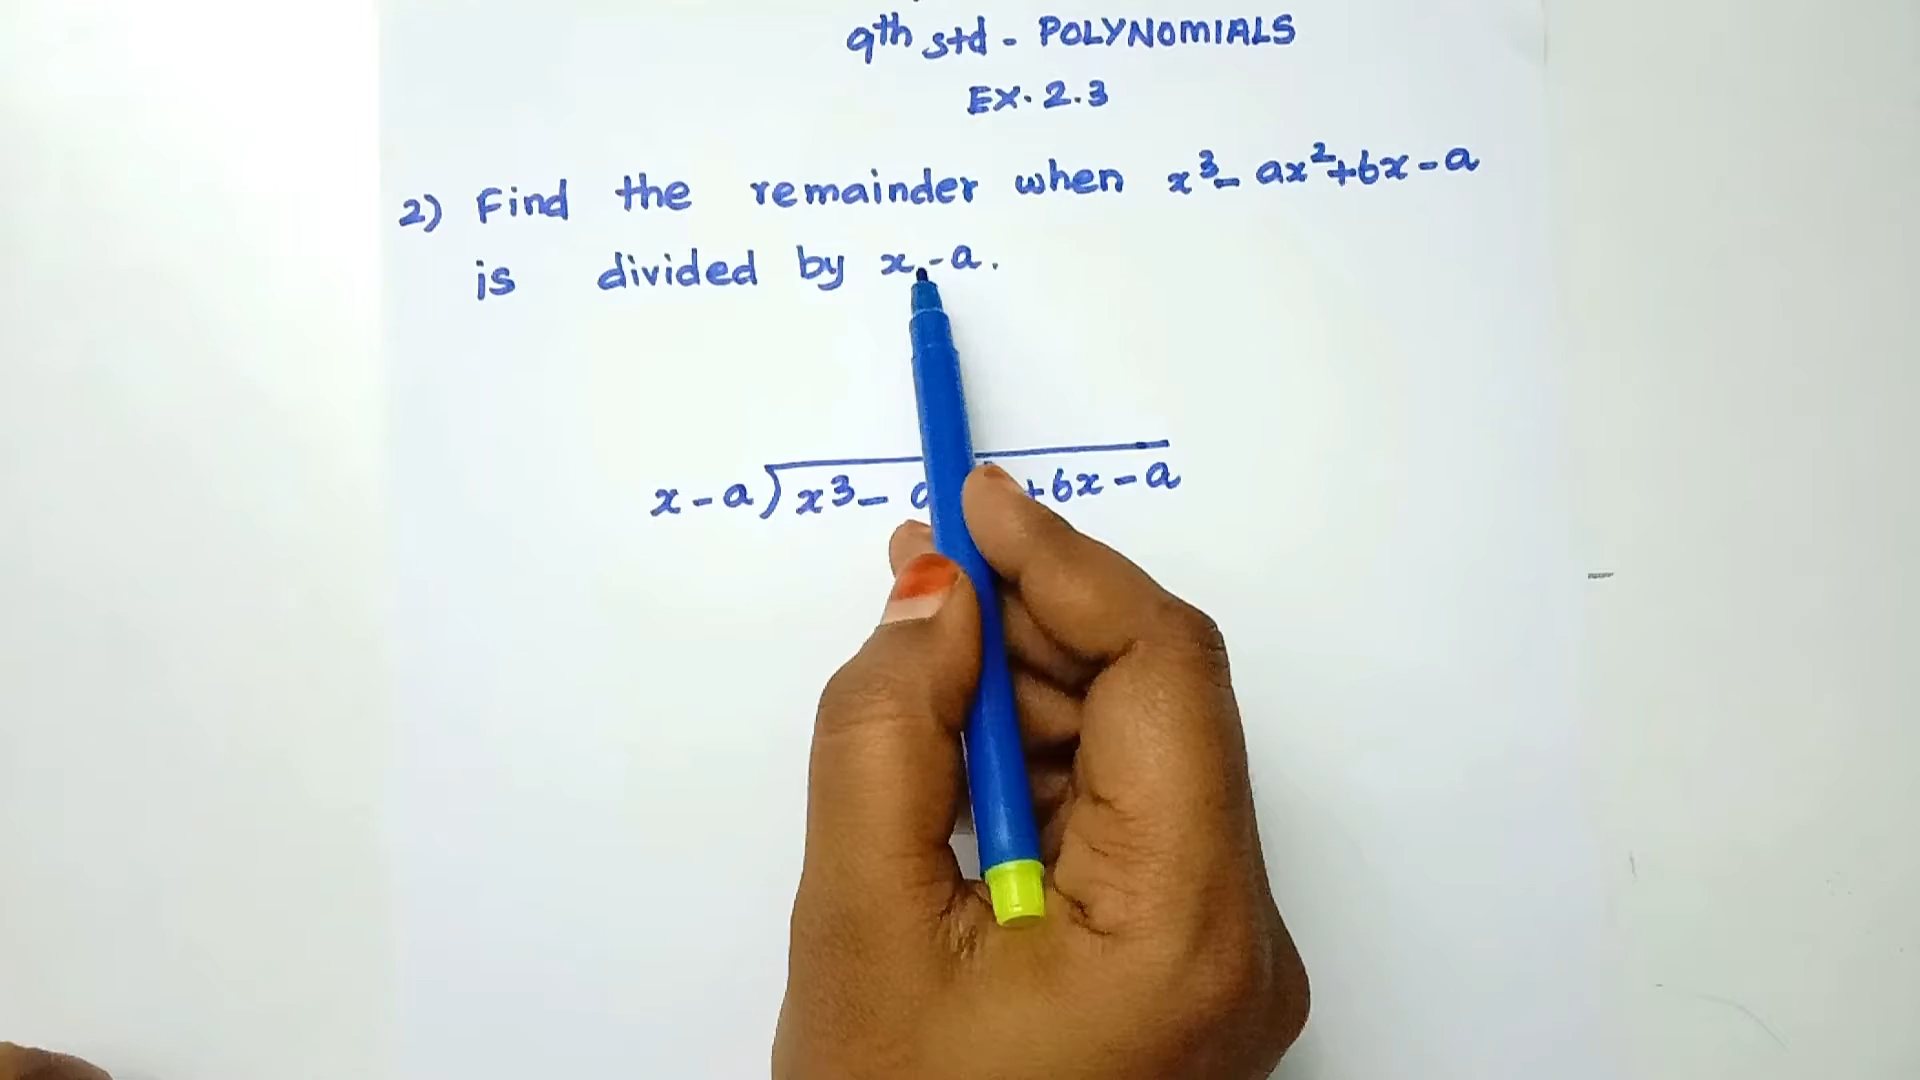 9th std - POLYNOMIALS
EX. 2.3
2) Find the remainder when x³ - ax² + 6x - a
is divided by x - a.
x - a ) x³ - a +6x - a